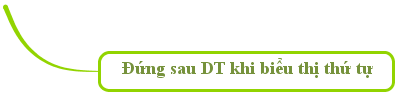 Đứng sau DT khi biểu thị thứ tự